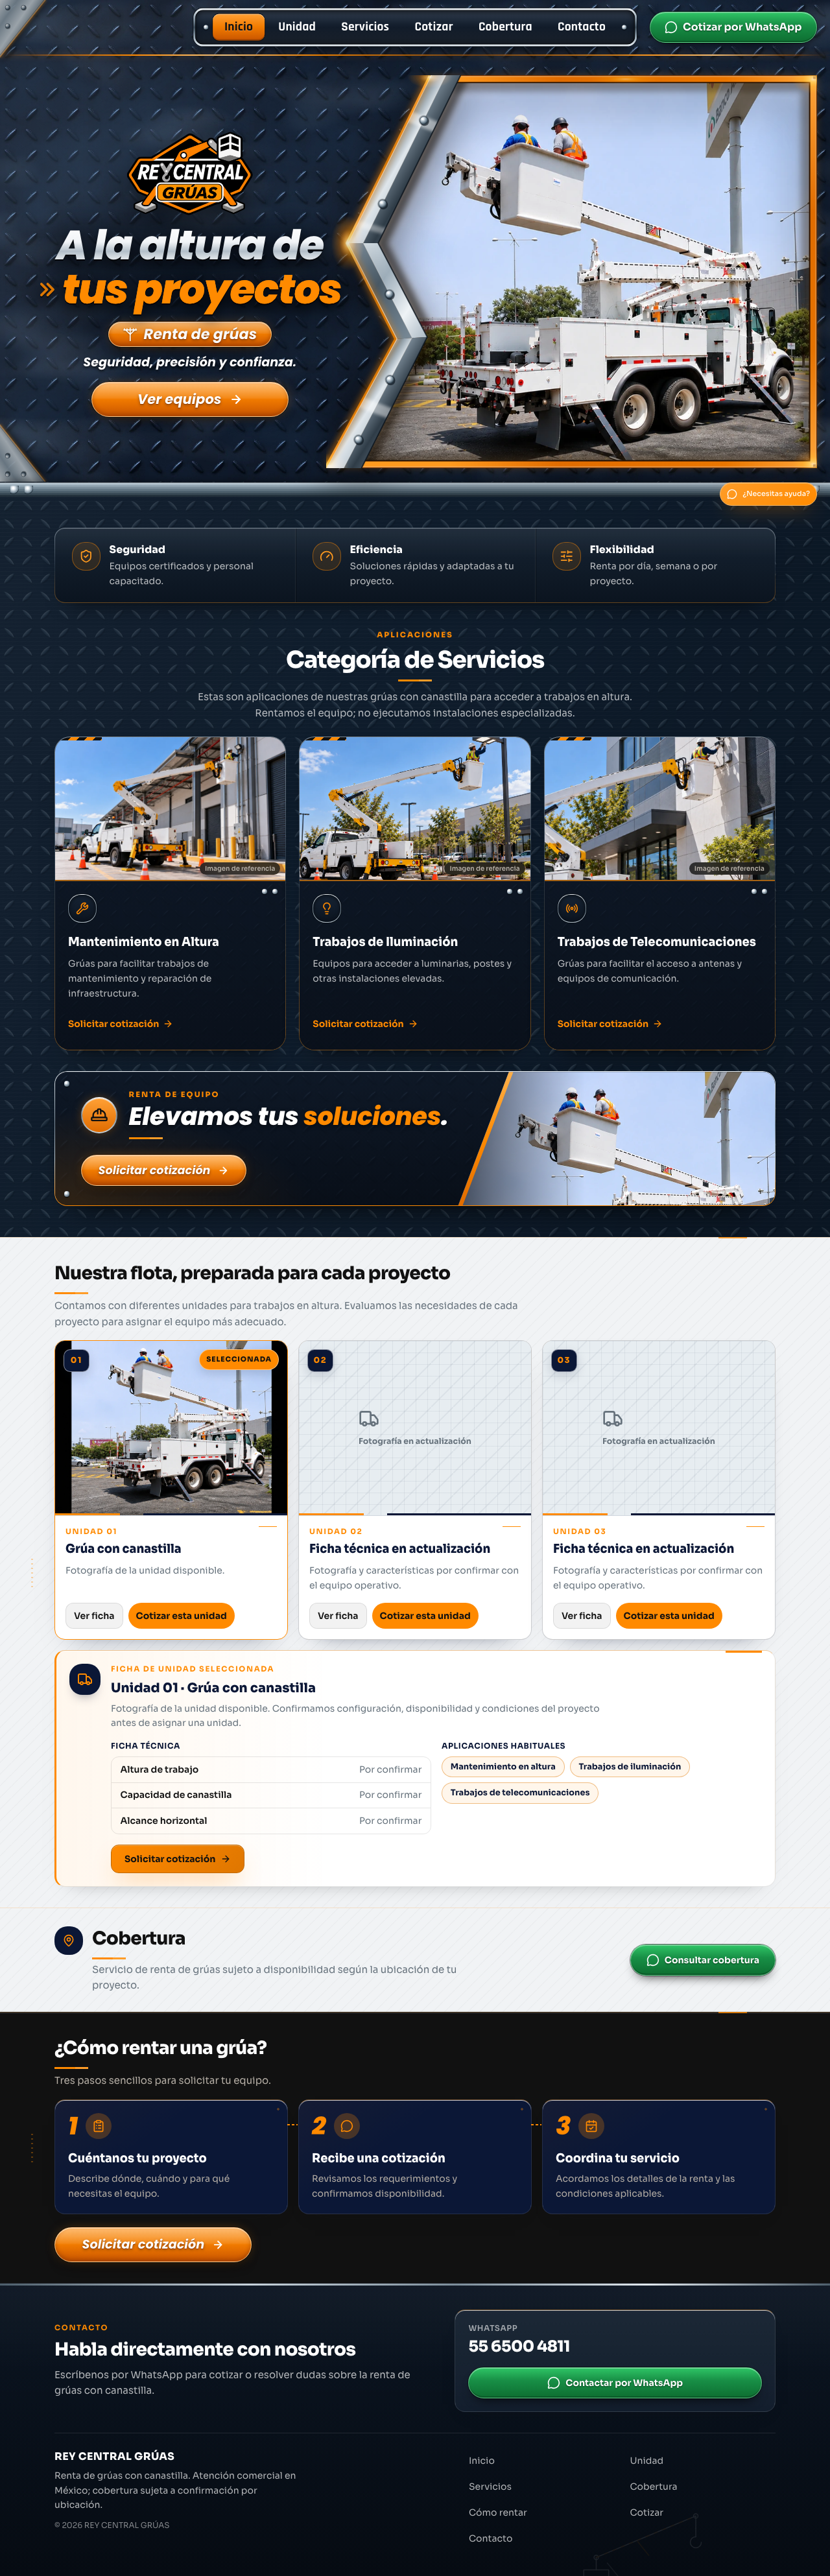 Inicio
Unidad
Servicios
Cotizar
Cobertura
Contacto
Cotizar por WhatsApp
REY CENTRAL
GRÚAS
A la altura de
» tus proyectos
Renta de grúas
Seguridad, precisión y confianza.
Ver equipos →
¿Necesitas ayuda?
Seguridad
Equipos certificados y personal
capacitado.
Eficiencia
Soluciones rápidas y adaptadas a tu
proyecto.
Flexibilidad
Renta por día, semana o por
proyecto.
APLICACIONES
Categoría de Servicios
Estas son aplicaciones de nuestras grúas con canastilla para acceder a trabajos en altura.
Rentamos el equipo; no ejecutamos instalaciones especializadas.
Imagen de referencia
Mantenimiento en Altura
Grúas para facilitar trabajos de
mantenimiento y reparación de
infraestructura.
Solicitar cotización →
Imagen de referencia
Trabajos de Iluminación
Equipos para acceder a luminarias, postes y
otras instalaciones elevadas.
Solicitar cotización →
Imagen de referencia
Trabajos de Telecomunicaciones
Grúas para facilitar el acceso a antenas y
equipos de comunicación.
Solicitar cotización →
RENTA DE EQUIPO
Elevamos tus soluciones.
Solicitar cotización →
Nuestra flota, preparada para cada proyecto
Contamos con diferentes unidades para trabajos en altura. Evaluamos las necesidades de cada
proyecto para asignar el equipo más adecuado.
01
SELECCIONADA
UNIDAD 01
Grúa con canastilla
Fotografía de la unidad disponible.
Ver ficha
Cotizar esta unidad
02
Fotografía en actualización
UNIDAD 02
Ficha técnica en actualización
Fotografía y características por confirmar con
el equipo operativo.
Ver ficha
Cotizar esta unidad
03
Fotografía en actualización
UNIDAD 03
Ficha técnica en actualización
Fotografía y características por confirmar con
el equipo operativo.
Ver ficha
Cotizar esta unidad
FICHA DE UNIDAD SELECCIONADA
Unidad 01 · Grúa con canastilla
Fotografía de la unidad disponible. Confirmamos configuración, disponibilidad y condiciones del proyecto
antes de asignar una unidad.
FICHA TÉCNICA
Altura de trabajo Por confirmar
Capacidad de canastilla Por confirmar
Alcance horizontal Por confirmar
APLICACIONES HABITUALES
Mantenimiento en altura
Trabajos de iluminación
Trabajos de telecomunicaciones
Solicitar cotización →
Cobertura
Servicio de renta de grúas sujeto a disponibilidad según la ubicación de tu
proyecto.
Consultar cobertura
¿Cómo rentar una grúa?
Tres pasos sencillos para solicitar tu equipo.
1
Cuéntanos tu proyecto
Describe dónde, cuándo y para qué
necesitas el equipo.
2
Recibe una cotización
Revisamos los requerimientos y
confirmamos disponibilidad.
3
Coordina tu servicio
Acordamos los detalles de la renta y las
condiciones aplicables.
Solicitar cotización →
CONTACTO
Habla directamente con nosotros
Escríbenos por WhatsApp para cotizar o resolver dudas sobre la renta de
grúas con canastilla.
WHATSAPP
55 6500 4811
Contactar por WhatsApp
REY CENTRAL GRÚAS
Renta de grúas con canastilla. Atención comercial en
México; cobertura sujeta a confirmación por
ubicación.
© 2026 REY CENTRAL GRÚAS
Inicio
Unidad
Servicios
Cobertura
Cómo rentar
Cotizar
Contacto